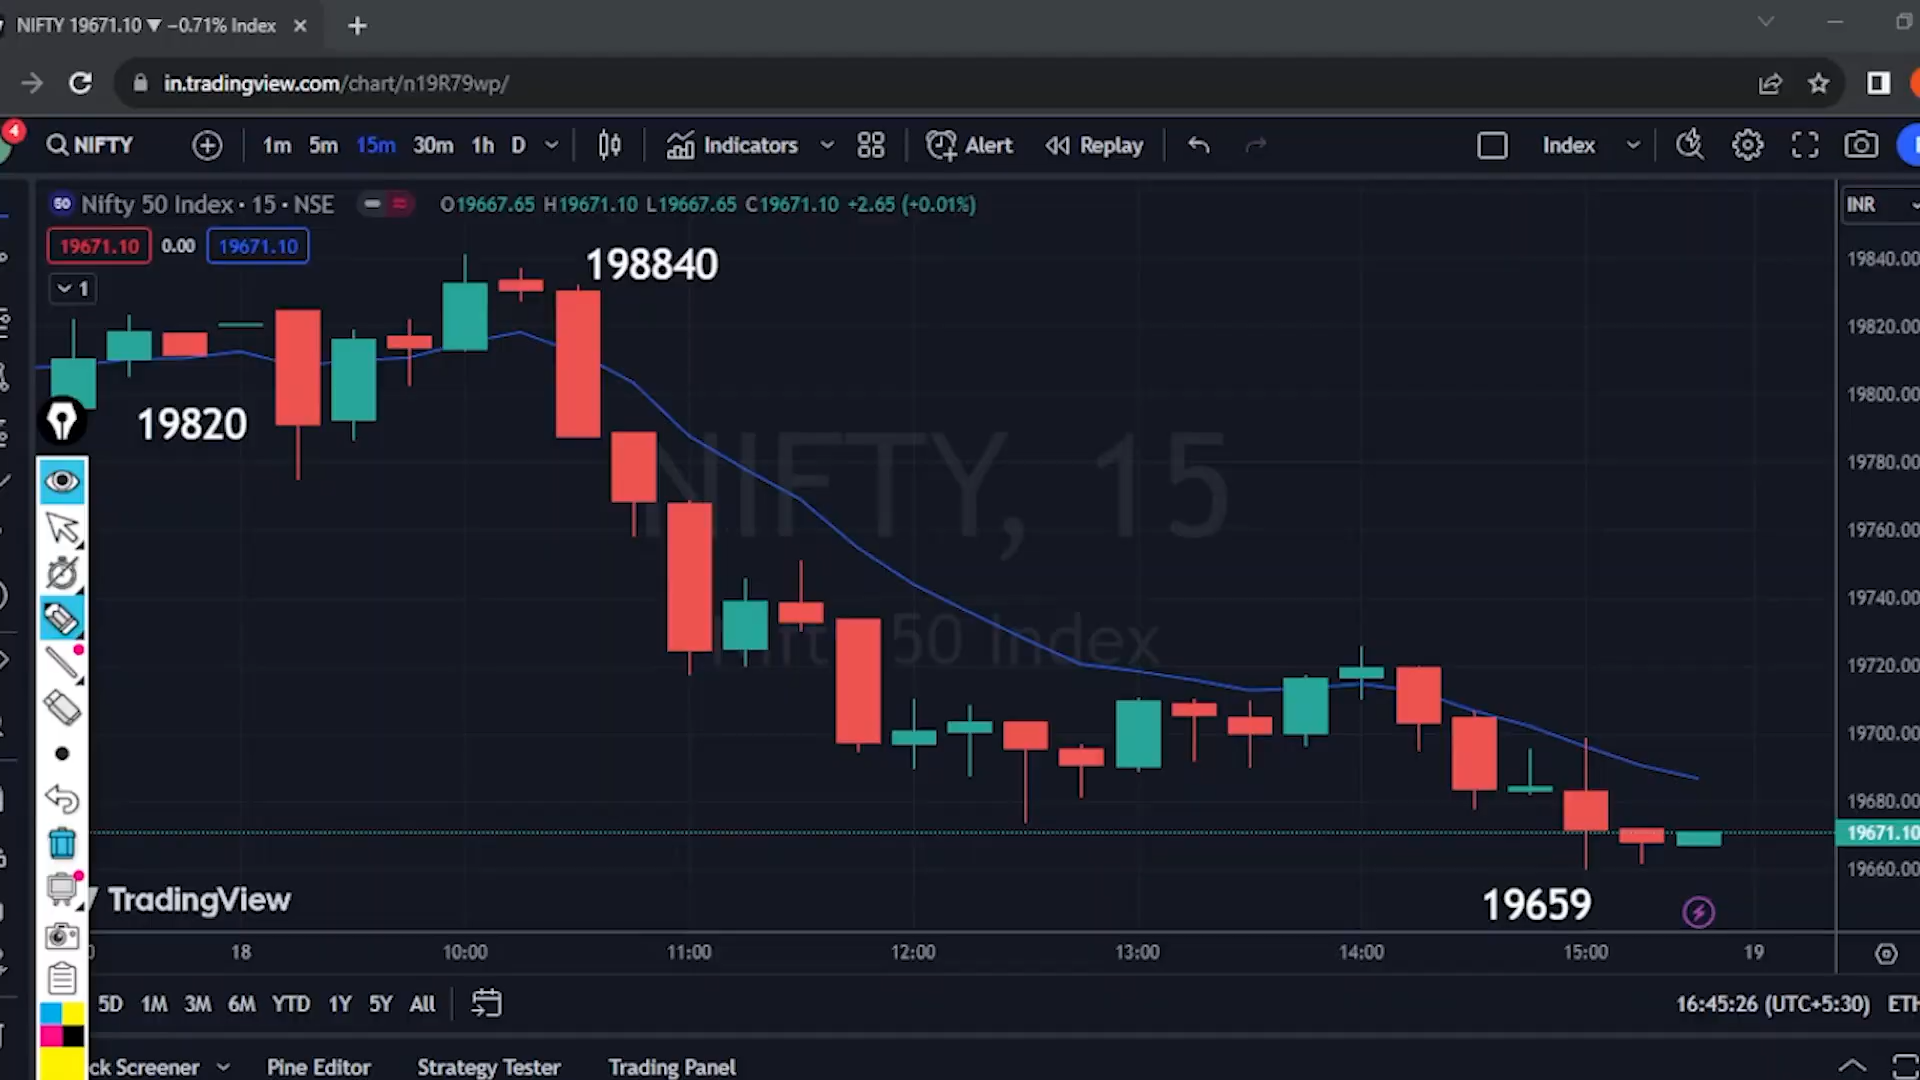 NIFTY 19671.10 ▼ −0.71% Index
in.tradingview.com/chart/n19R79wp/
4
NIFTY 1m 5m 15m 30m 1h D Indicators Alert Replay Index
50 Nifty 50 Index · 15 · NSE O19667.65 H19671.10 L19667.65 C19671.10 +2.65 (+0.01%) INR
19671.10 0.00 19671.10
1
198840
19820
19659
NIFTY, 15
50 Index
19840.00
19820.00
19800.00
19780.00
19760.00
19740.00
19720.00
19700.00
19680.00
19671.10
19660.00
TradingView
18 10:00 11:00 12:00 13:00 14:00 15:00 19
5D 1M 3M 6M YTD 1Y 5Y All 16:45:26 (UTC+5:30) ETH
ck Screener Pine Editor Strategy Tester Trading Panel